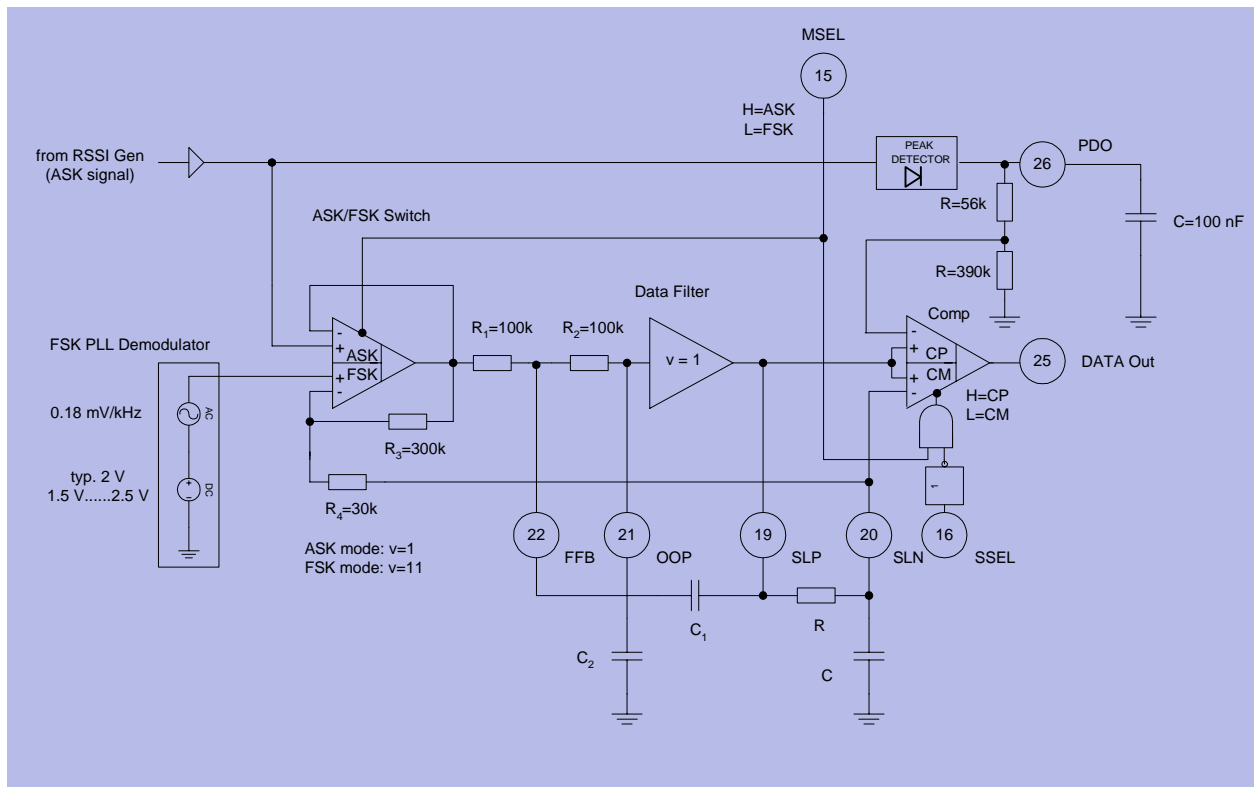 MSEL
15
H=ASK
L=FSK
from RSSI Gen
(ASK signal)
PEAK
DETECTOR
26
PDO
R=56k
C=100 nF
R=390k
ASK/FSK Switch
Data Filter
Comp
R1=100k
R2=100k
-
+
ASK
FSK
+
-
v = 1
-
+
CP
CM
+
-
25
DATA Out
H=CP
L=CM
FSK PLL Demodulator
AC
0.18 mV/kHz
R3=300k
typ. 2 V
1.5 V......2.5 V
+
-
DC
R4=30k
1
22
FFB
21
OOP
19
SLP
20
SLN
16
SSEL
ASK mode: v=1
FSK mode: v=11
C1
R
C2
C